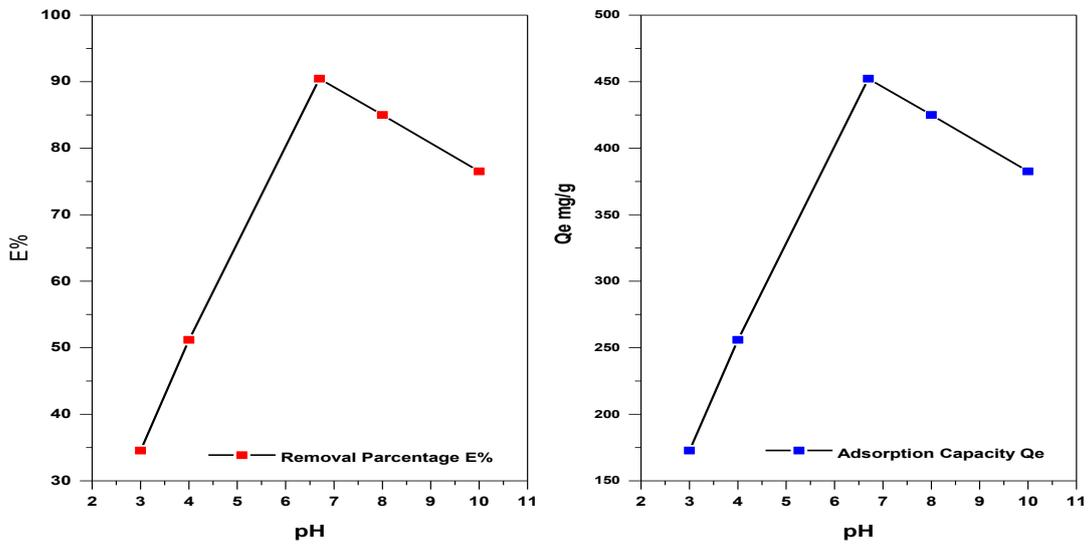 100
90
80
70
60
50
40
30
E%
2 3 4 5 6 7 8 9 10 11
pH
Removal Parcentage E%
500
450
400
350
300
250
200
150
Qe mg/g
2 3 4 5 6 7 8 9 10 11
pH
Adsorption Capacity Qe